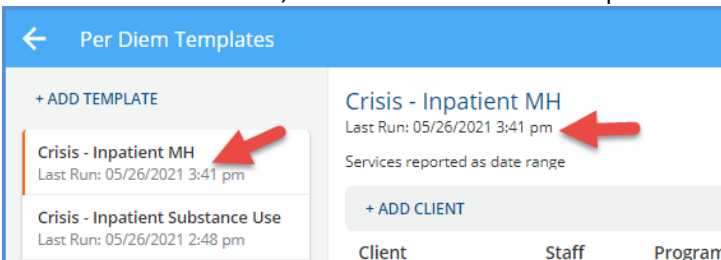 Per Diem Templates
+ ADD TEMPLATE
Crisis - Inpatient MH
Last Run: 05/26/2021 3:41 pm
Crisis - Inpatient Substance Use
Last Run: 05/26/2021 2:48 pm
Crisis - Inpatient MH
Last Run: 05/26/2021 3:41 pm
Services reported as date range
+ ADD CLIENT
Client Staff Program